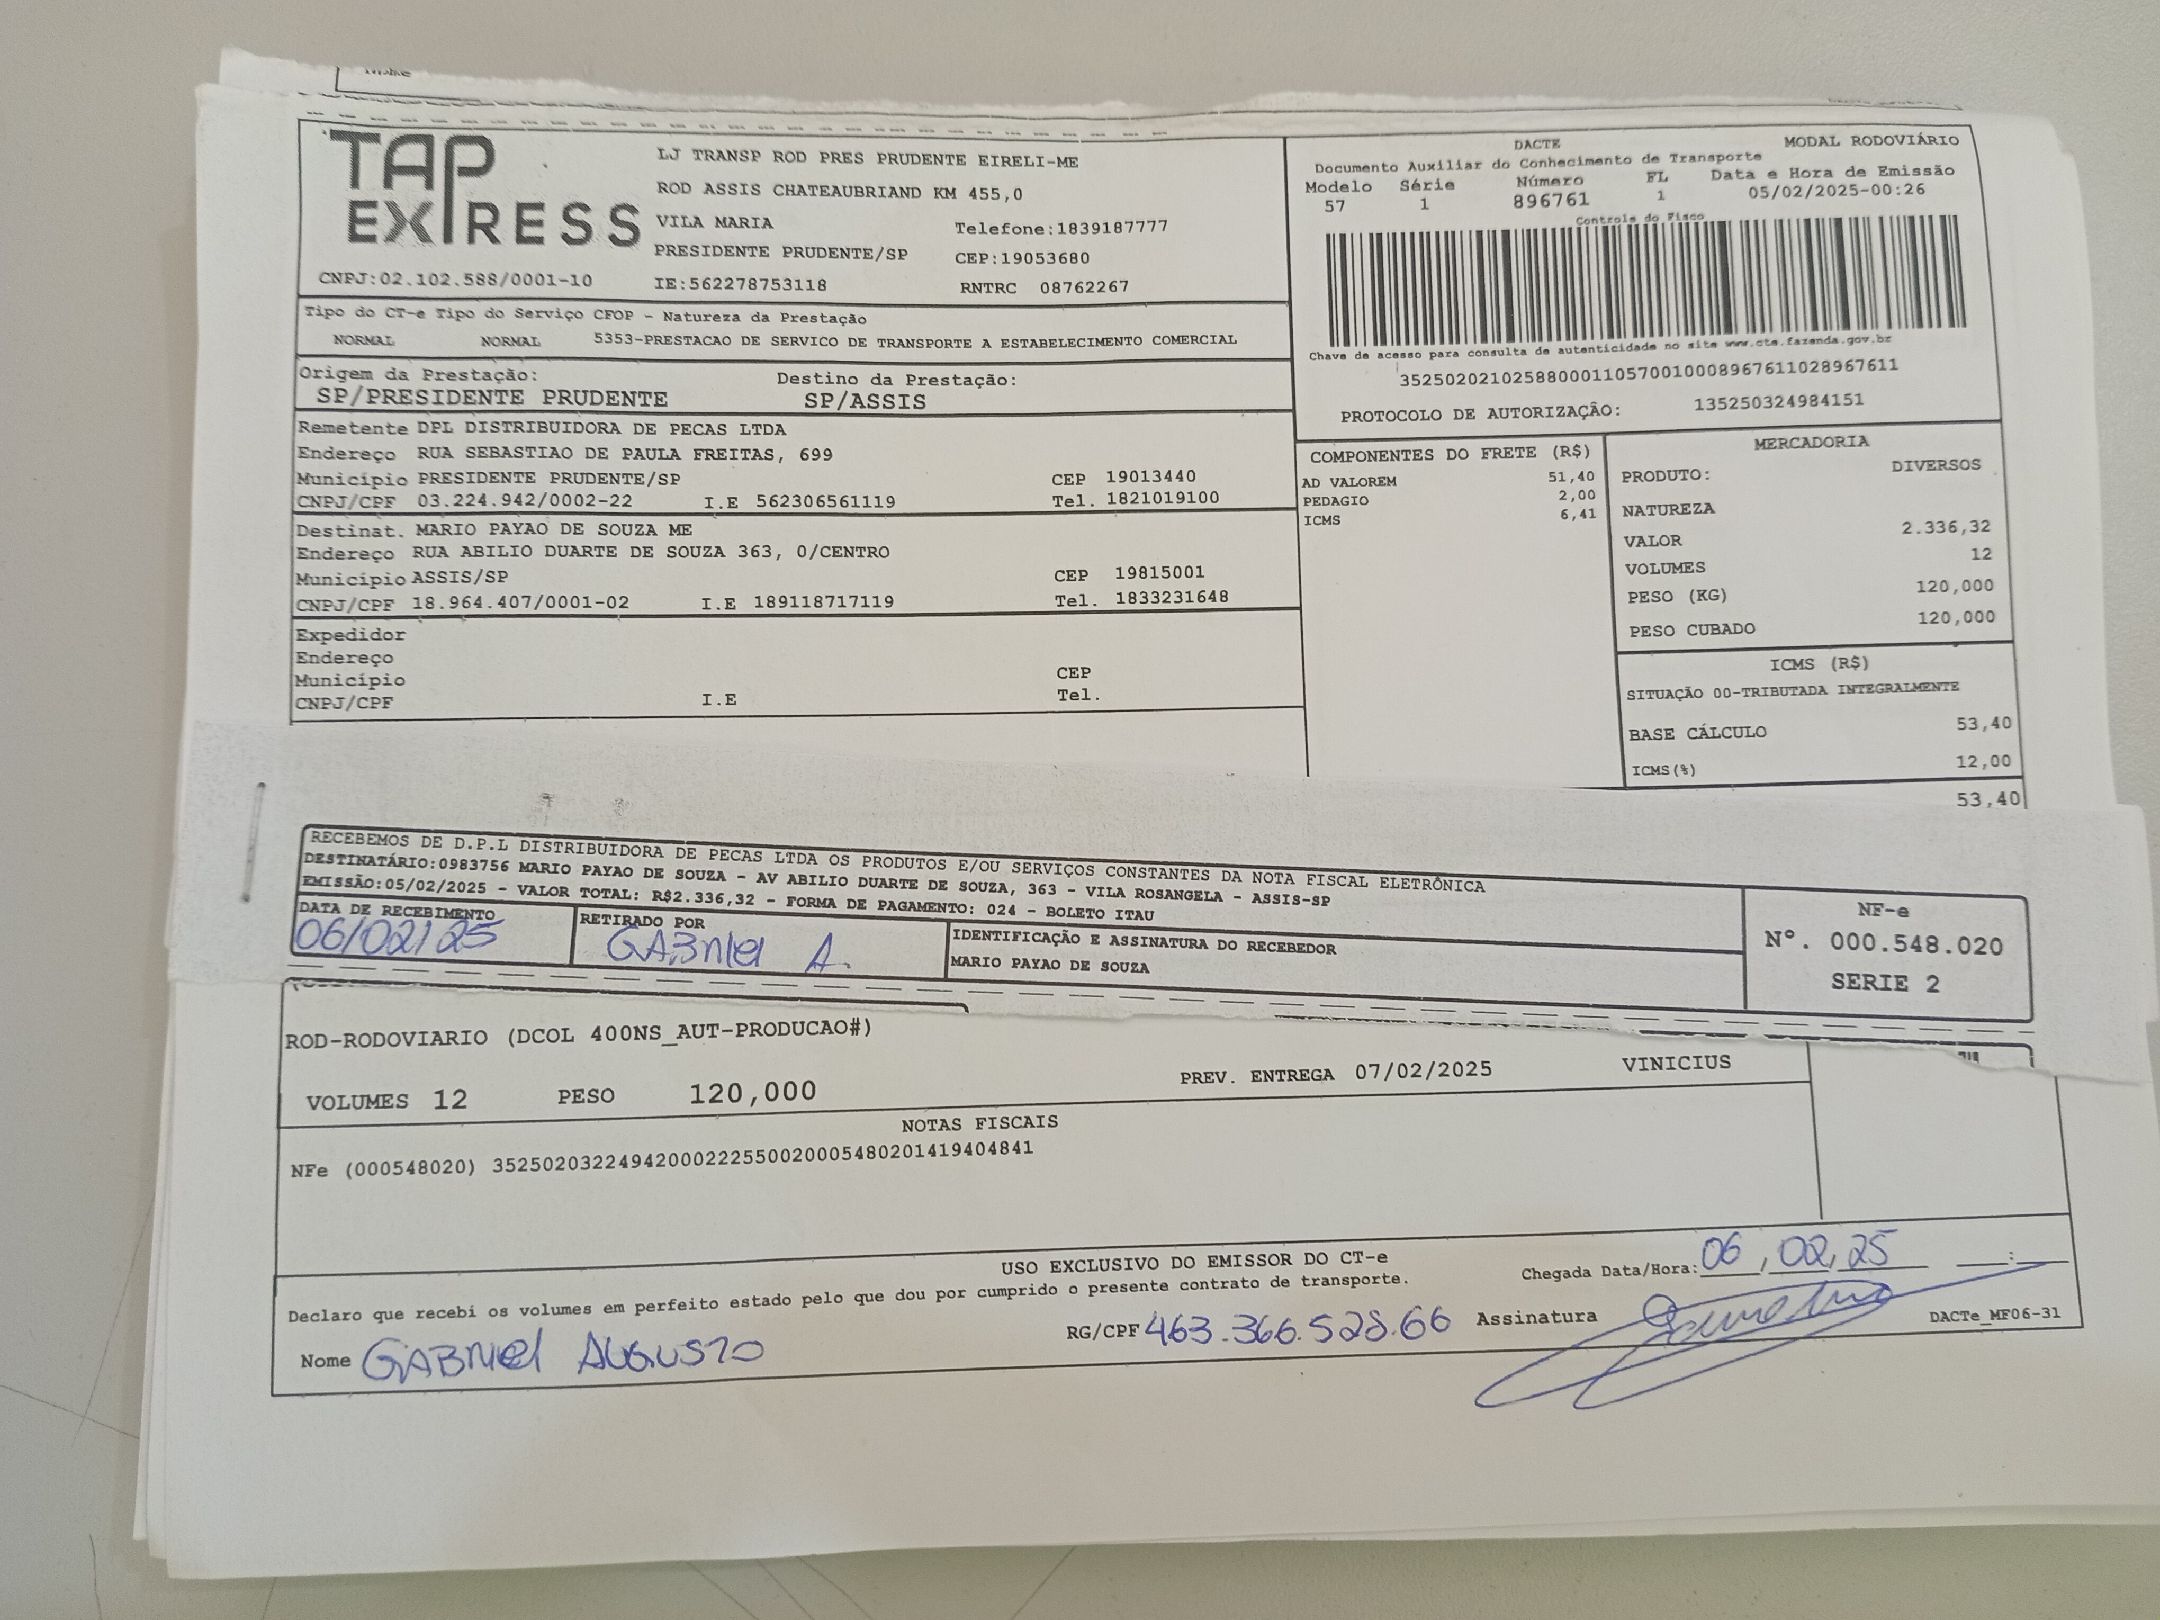 TAP
EXPRESS
CNPJ:02.102.588/0001-10
LJ TRANSP ROD PRES PRUDENTE EIRELI-ME
ROD ASSIS CHATEAUBRIAND KM 455,0
VILA MARIA Telefone:1839187777
PRESIDENTE PRUDENTE/SP CEP:19053680
IE:562278753118 RNTRC 08762267
DACTE MODAL RODOVIÁRIO
Documento Auxiliar do Conhecimento de Transporte
Modelo Série Número FL Data e Hora de Emissão
57 1 896761 1 05/02/2025-00:26
Controle do Fisco
Chave de acesso para consulta de autenticidade no site www.cte.fazenda.gov.br
35250202102588000110570010008967611028967611
PROTOCOLO DE AUTORIZAÇÃO: 135250324984151
Tipo do CT-e Tipo do Serviço CFOP - Natureza da Prestação
NORMAL NORMAL 5353-PRESTACAO DE SERVICO DE TRANSPORTE A ESTABELECIMENTO COMERCIAL
Origem da Prestação: Destino da Prestação:
SP/PRESIDENTE PRUDENTE SP/ASSIS
Remetente DPL DISTRIBUIDORA DE PECAS LTDA
Endereço RUA SEBASTIAO DE PAULA FREITAS, 699
Município PRESIDENTE PRUDENTE/SP CEP 19013440
CNPJ/CPF 03.224.942/0002-22 I.E 562306561119 Tel. 1821019100
Destinat. MARIO PAYAO DE SOUZA ME
Endereço RUA ABILIO DUARTE DE SOUZA 363, 0/CENTRO
Município ASSIS/SP CEP 19815001
CNPJ/CPF 18.964.407/0001-02 I.E 189118717119 Tel. 1833231648
Expedidor
Endereço
Município CEP
CNPJ/CPF I.E Tel.
COMPONENTES DO FRETE (R$)
AD VALOREM 51,40
PEDAGIO 2,00
ICMS 6,41
MERCADORIA
PRODUTO: DIVERSOS
NATUREZA
VALOR 2.336,32
VOLUMES 12
PESO (KG) 120,000
PESO CUBADO 120,000
ICMS (R$)
SITUAÇÃO 00-TRIBUTADA INTEGRALMENTE
BASE CÁLCULO 53,40
ICMS(%) 12,00
53,40
RECEBEMOS DE D.P.L DISTRIBUIDORA DE PECAS LTDA OS PRODUTOS E/OU SERVIÇOS CONSTANTES DA NOTA FISCAL ELETRÔNICA
DESTINATÁRIO:0983756 MARIO PAYAO DE SOUZA - AV ABILIO DUARTE DE SOUZA, 363 - VILA ROSANGELA - ASSIS-SP
EMISSÃO:05/02/2025 - VALOR TOTAL: R$2.336,32 - FORMA DE PAGAMENTO: 024 - BOLETO ITAU
DATA DE RECEBIMENTO RETIRADO POR IDENTIFICAÇÃO E ASSINATURA DO RECEBEDOR
06/02/25 GABRIEL A. MARIO PAYAO DE SOUZA
NF-e
Nº. 000.548.020
SERIE 2
ROD-RODOVIARIO (DCOL 400NS_AUT-PRODUCAO#)
VOLUMES 12 PESO 120,000 PREV. ENTREGA 07/02/2025 VINICIUS
NOTAS FISCAIS
NFe (000548020) 35250203224942000222550020005480201419404841
USO EXCLUSIVO DO EMISSOR DO CT-e
Declaro que recebi os volumes em perfeito estado pelo que dou por cumprido o presente contrato de transporte.
Chegada Data/Hora: 06,02,25 :
Nome GABRIEL AUGUSTO RG/CPF 463.366.528.66 Assinatura DACTe_MF06-31